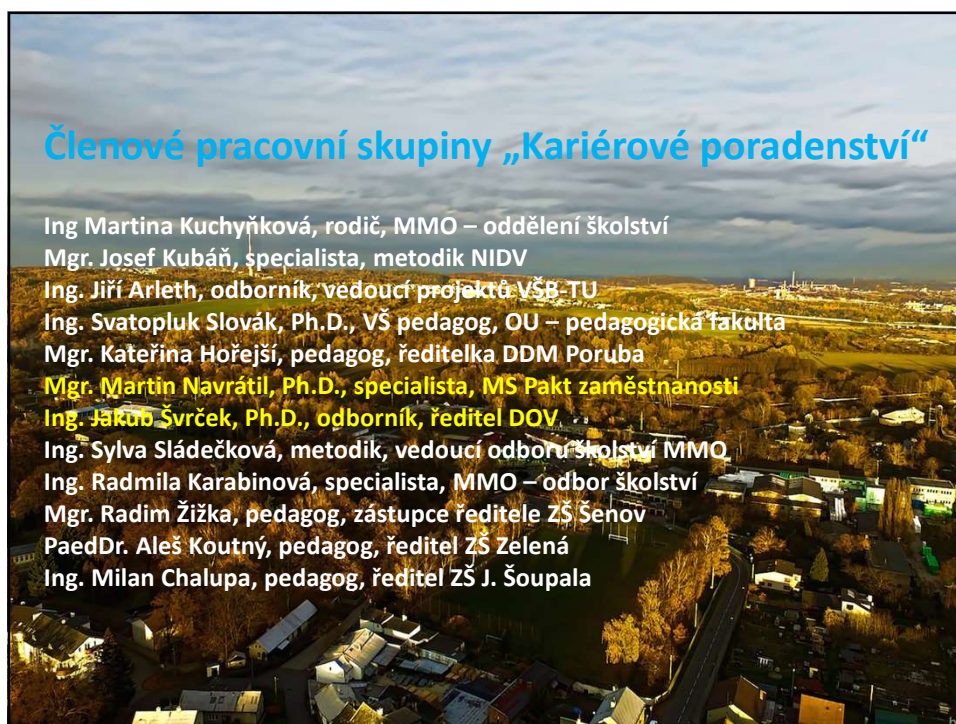 Členové pracovní skupiny „Kariérové poradenství“
Ing Martina Kuchyňková, rodič, MMO – oddělení školství
Mgr. Josef Kubáň, specialista, metodik NIDV
Ing. Jiří Arleth, odborník, vedoucí projektů VŠB-TU
Ing. Svatopluk Slovák, Ph.D., VŠ pedagog, OU – pedagogická fakulta
Mgr. Kateřina Hořejší, pedagog, ředitelka DDM Poruba
Mgr. Martin Navrátil, Ph.D., specialista, MS Pakt zaměstnanosti
Ing. Jakub Švrček, Ph.D., odborník, ředitel DOV
Ing. Sylva Sládečková, metodik, vedoucí odboru školství MMO
Ing. Radmila Karabinová, specialista, MMO – odbor školství
Mgr. Radim Žižka, pedagog, zástupce ředitele ZŠ Šenov
PaedDr. Aleš Koutný, pedagog, ředitel ZŠ Zelená
Ing. Milan Chalupa, pedagog, ředitel ZŠ J. Šoupala